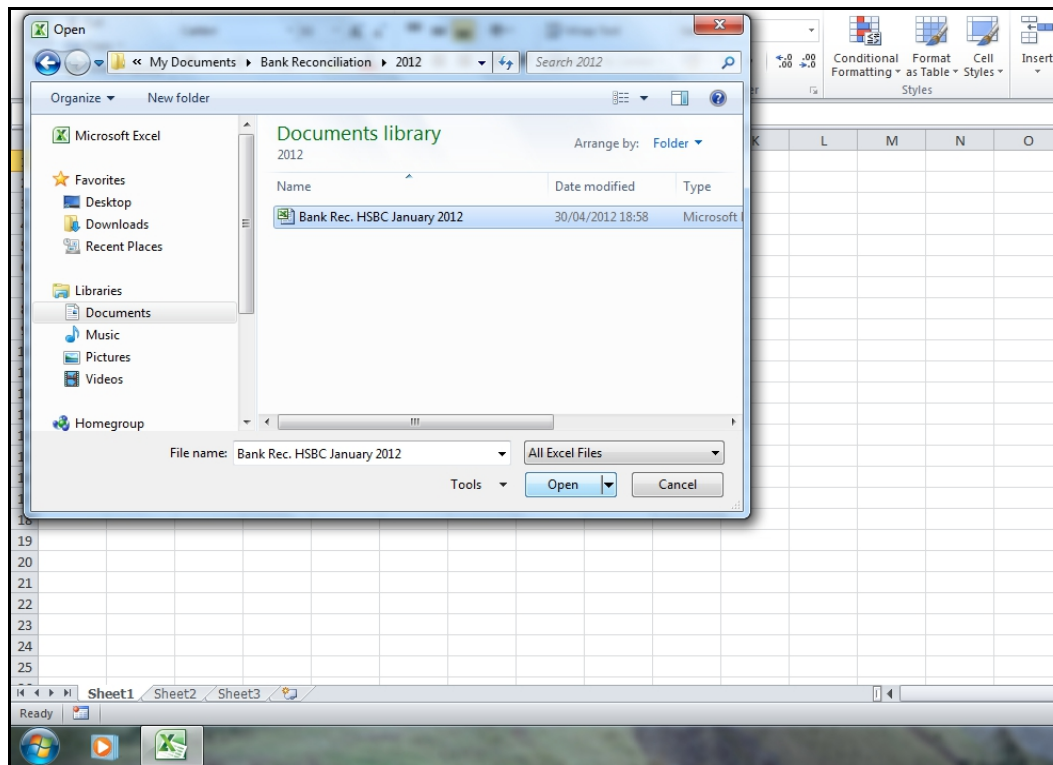 Open
« My Documents ▸ Bank Reconciliation ▸ 2012
Search 2012
Organize
New folder
Microsoft Excel
Favorites
Desktop
Downloads
Recent Places
Libraries
Documents
Music
Pictures
Videos
Homegroup
Documents library
2012
Arrange by: Folder
Name Date modified Type
Bank Rec. HSBC January 2012 30/04/2012 18:58 Microsoft
File name: Bank Rec. HSBC January 2012 All Excel Files
Tools Open Cancel
.00 .00
Conditional Formatting
Format as Table
Cell Styles
Insert
Styles
K L M N O
18
19
20
21
22
23
24
25
Sheet1 Sheet2 Sheet3
Ready